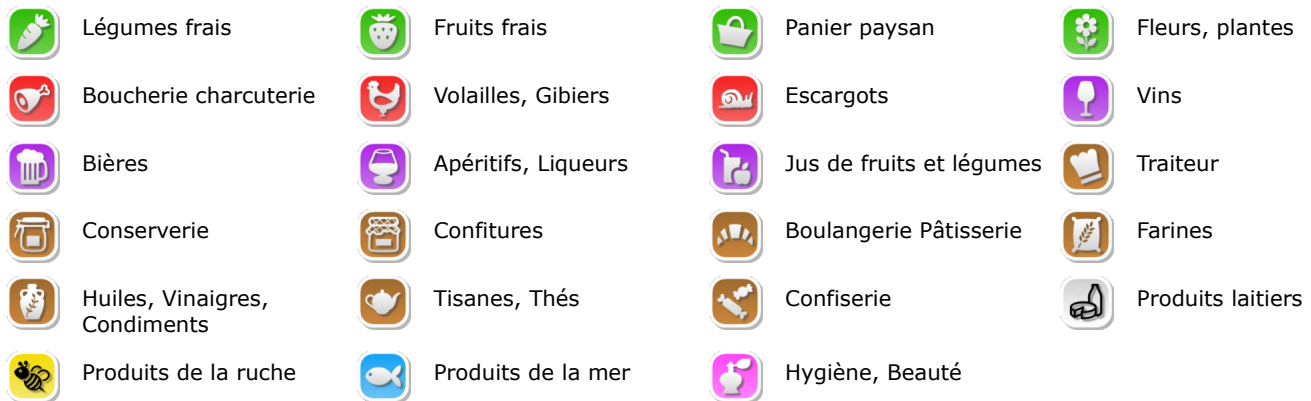 Légumes frais
Fruits frais
Panier paysan
Fleurs, plantes
Boucherie charcuterie
Volailles, Gibiers
Escargots
Vins
Bières
Apéritifs, Liqueurs
Jus de fruits et légumes
Traiteur
Conserverie
Confitures
Boulangerie Pâtisserie
Farines
Huiles, Vinaigres,
Condiments
Tisanes, Thés
Confiserie
Produits laitiers
Produits de la ruche
Produits de la mer
Hygiène, Beauté